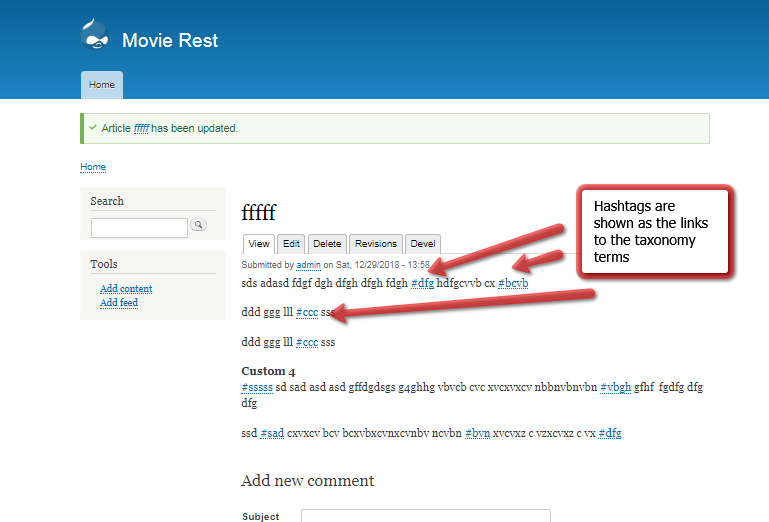 Movie Rest
Home
Article fffff has been updated.
Home
Search
Tools
Add content
Add feed
fffff
View Edit Delete Revisions Devel
Submitted by admin on Sat, 12/29/2018 - 13:58
sds adasd fdgf dgh dfgh dfgh fdgh #dfg hdfgcvvb cx #bcvb
ddd ggg lll #ccc sss
ddd ggg lll #ccc sss
Custom 4
#sssss sd sad asd asd gffdgdsgs g4ghhg vbvcb cvc xvcxvxcv nbbnvbnvbn #vbgh gfhf fgdfg dfg
dfg
ssd #sad cxvxcv bcv bcxvbxcvnxcvnbv ncvbn #bvn xvcvxz c vzxcvxz c vx #dfg
Add new comment
Subject
Hashtags are
shown as the links
to the taxonomy
terms